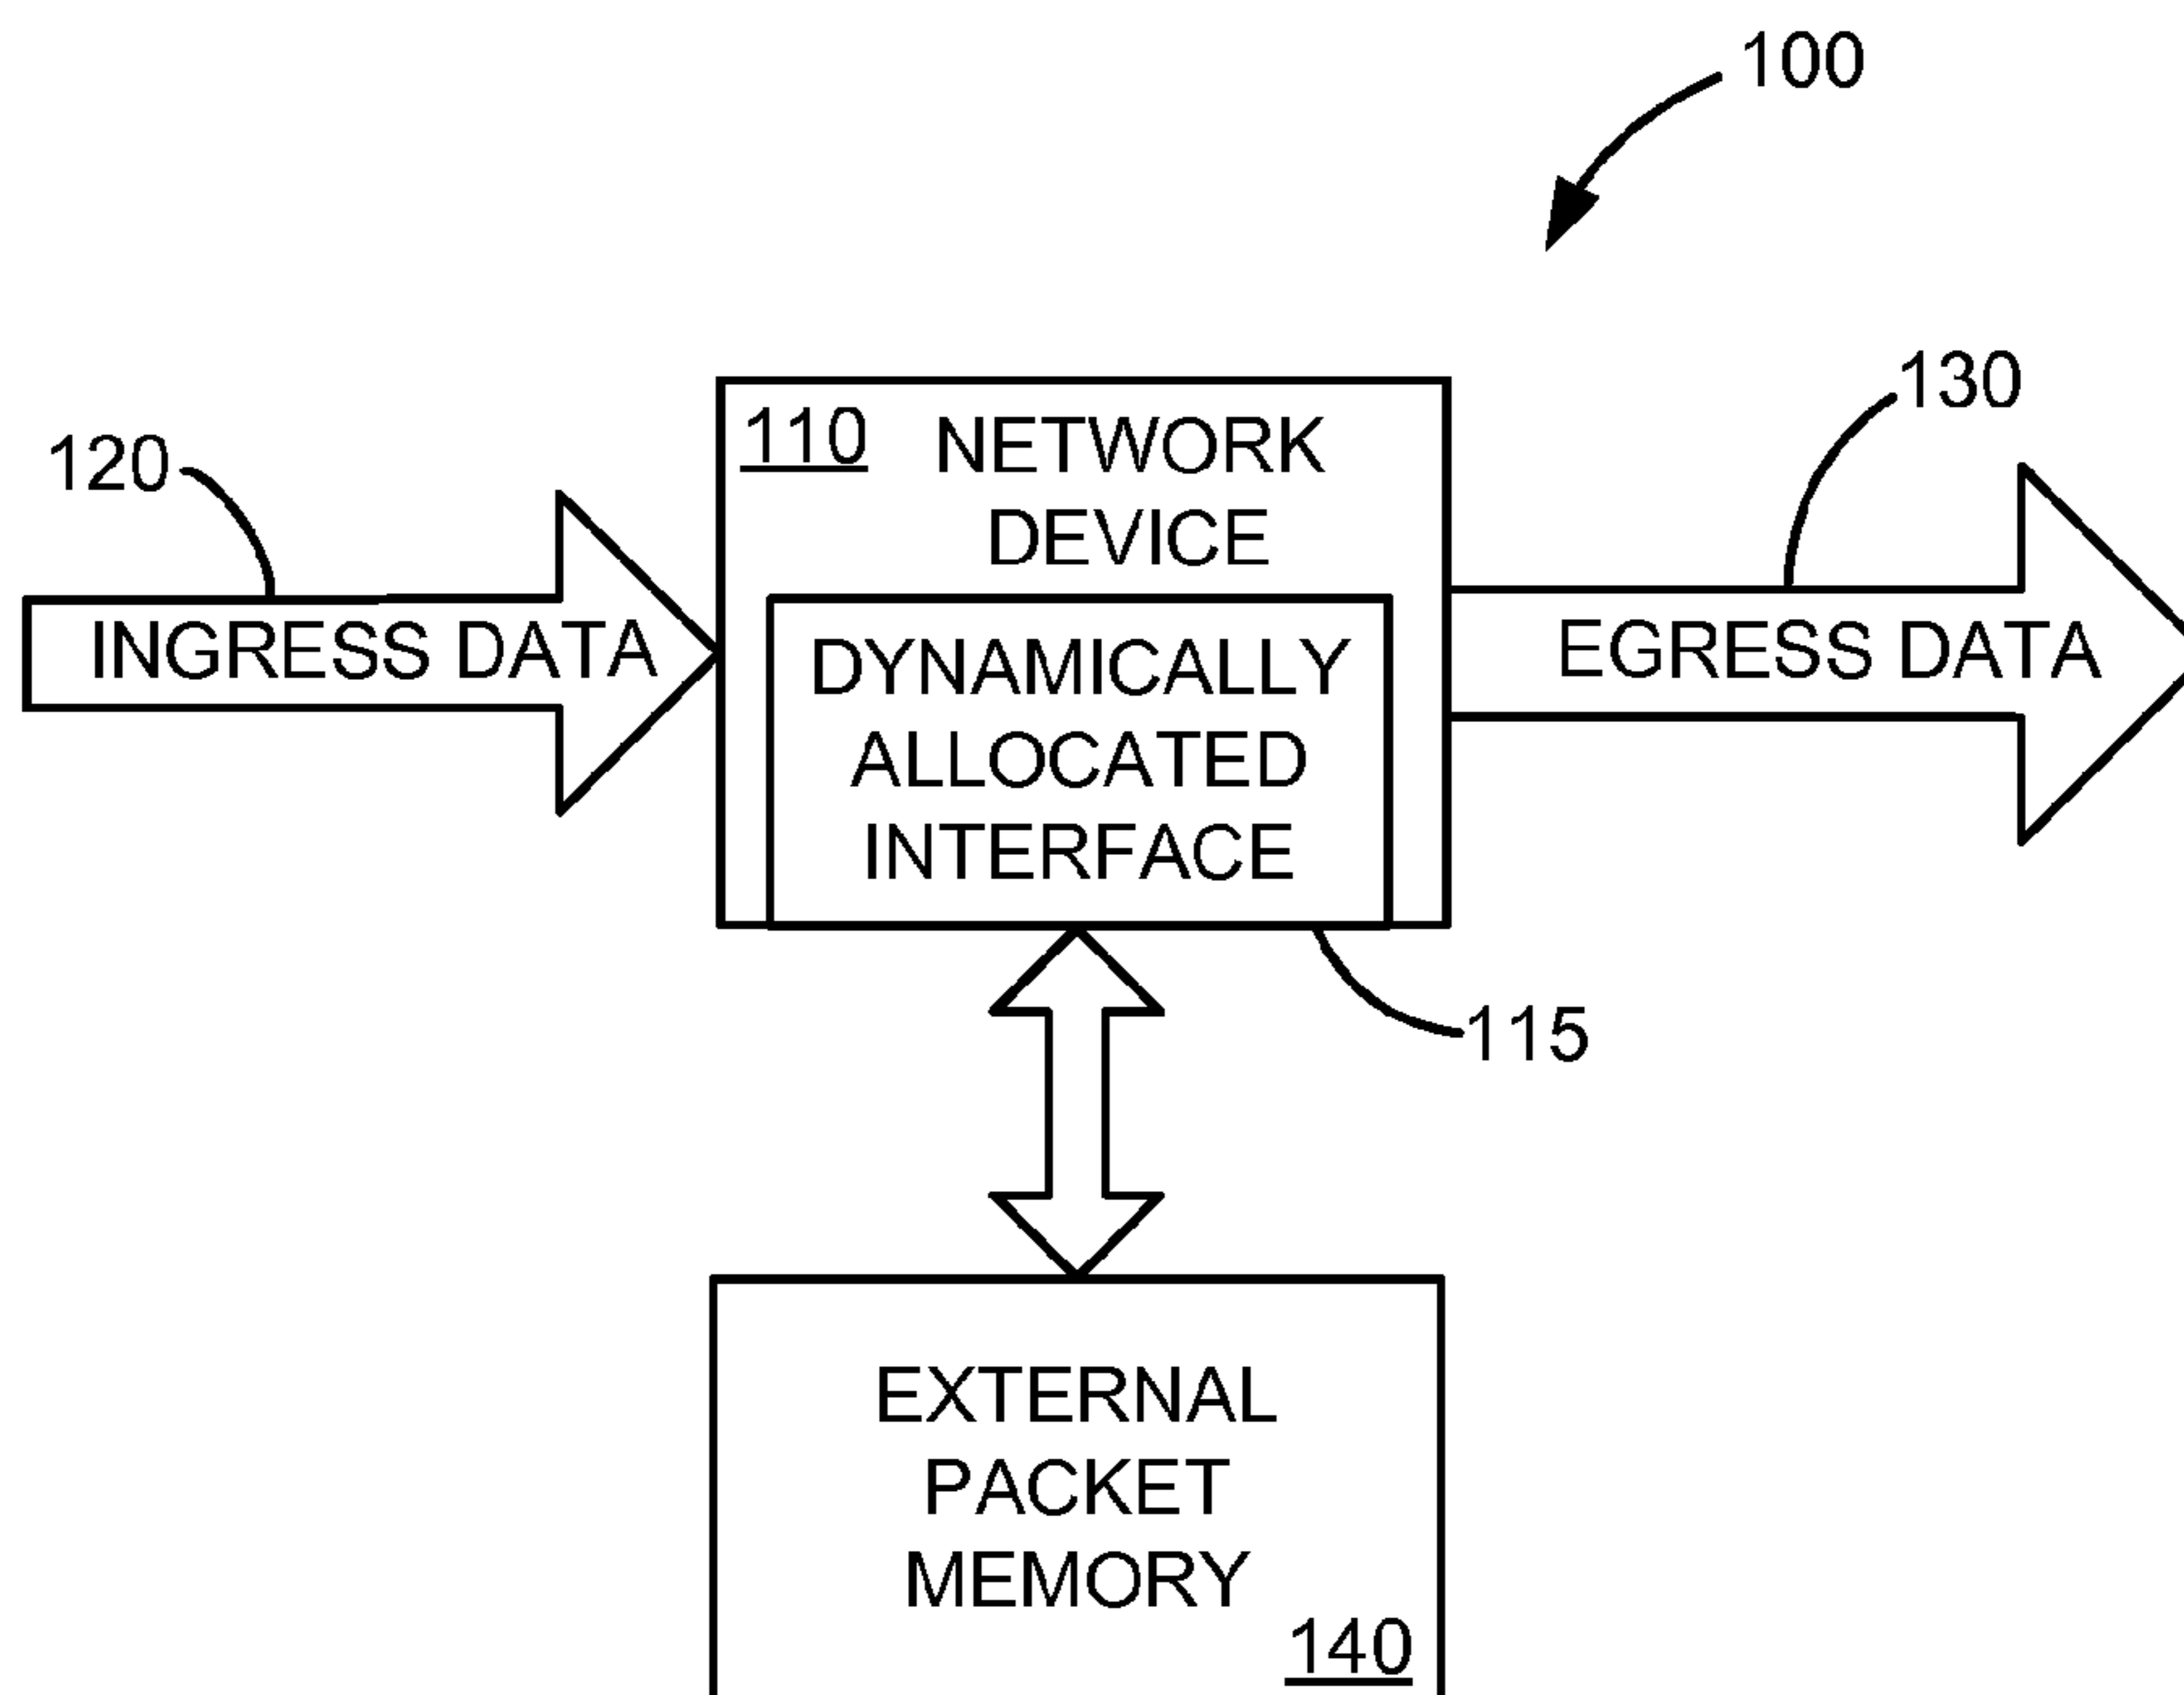 100
130
120
110
NETWORK
DEVICE
INGRESS DATA
DYNAMICALLY
ALLOCATED
INTERFACE
EGRESS DATA
115
EXTERNAL
PACKET
MEMORY
140